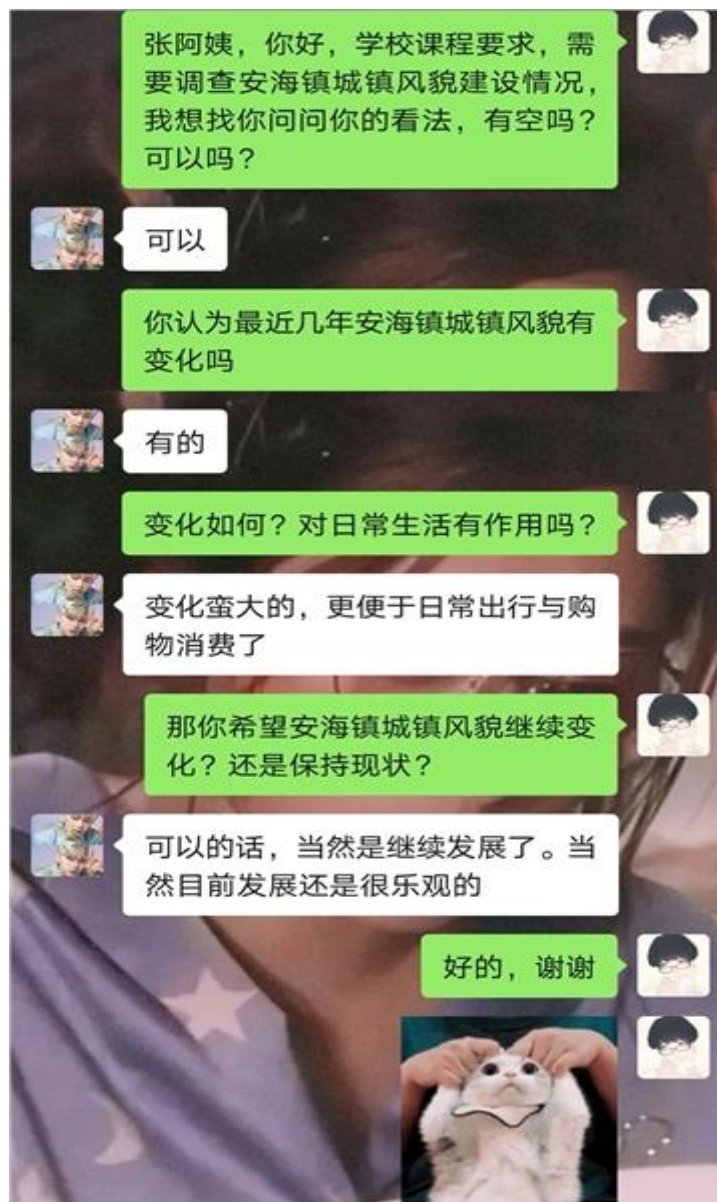 张阿姨，你好，学校课程要求，需
要调查安海镇城镇风貌建设情况，
我想找你问问你的看法，有空吗？
可以吗？
可以
你认为最近几年安海镇城镇风貌有
变化吗
有的
变化如何？对日常生活有作用吗？
变化蛮大的，更便于日常出行与购
物消费了
那你希望安海镇城镇风貌继续变
化？还是保持现状？
可以的话，当然是继续发展了。当
然目前发展还是很乐观的
好的，谢谢